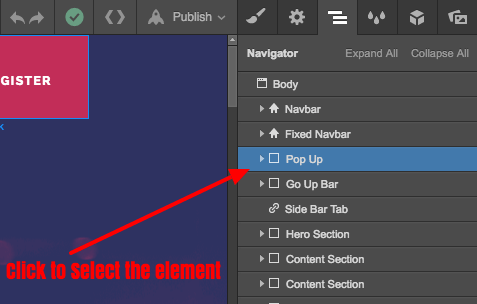 Publish
GISTER
k
Navigator Expand All Collapse All
Body
Navbar
Fixed Navbar
Pop Up
Go Up Bar
Side Bar Tab
Hero Section
Content Section
Content Section
click to select the element